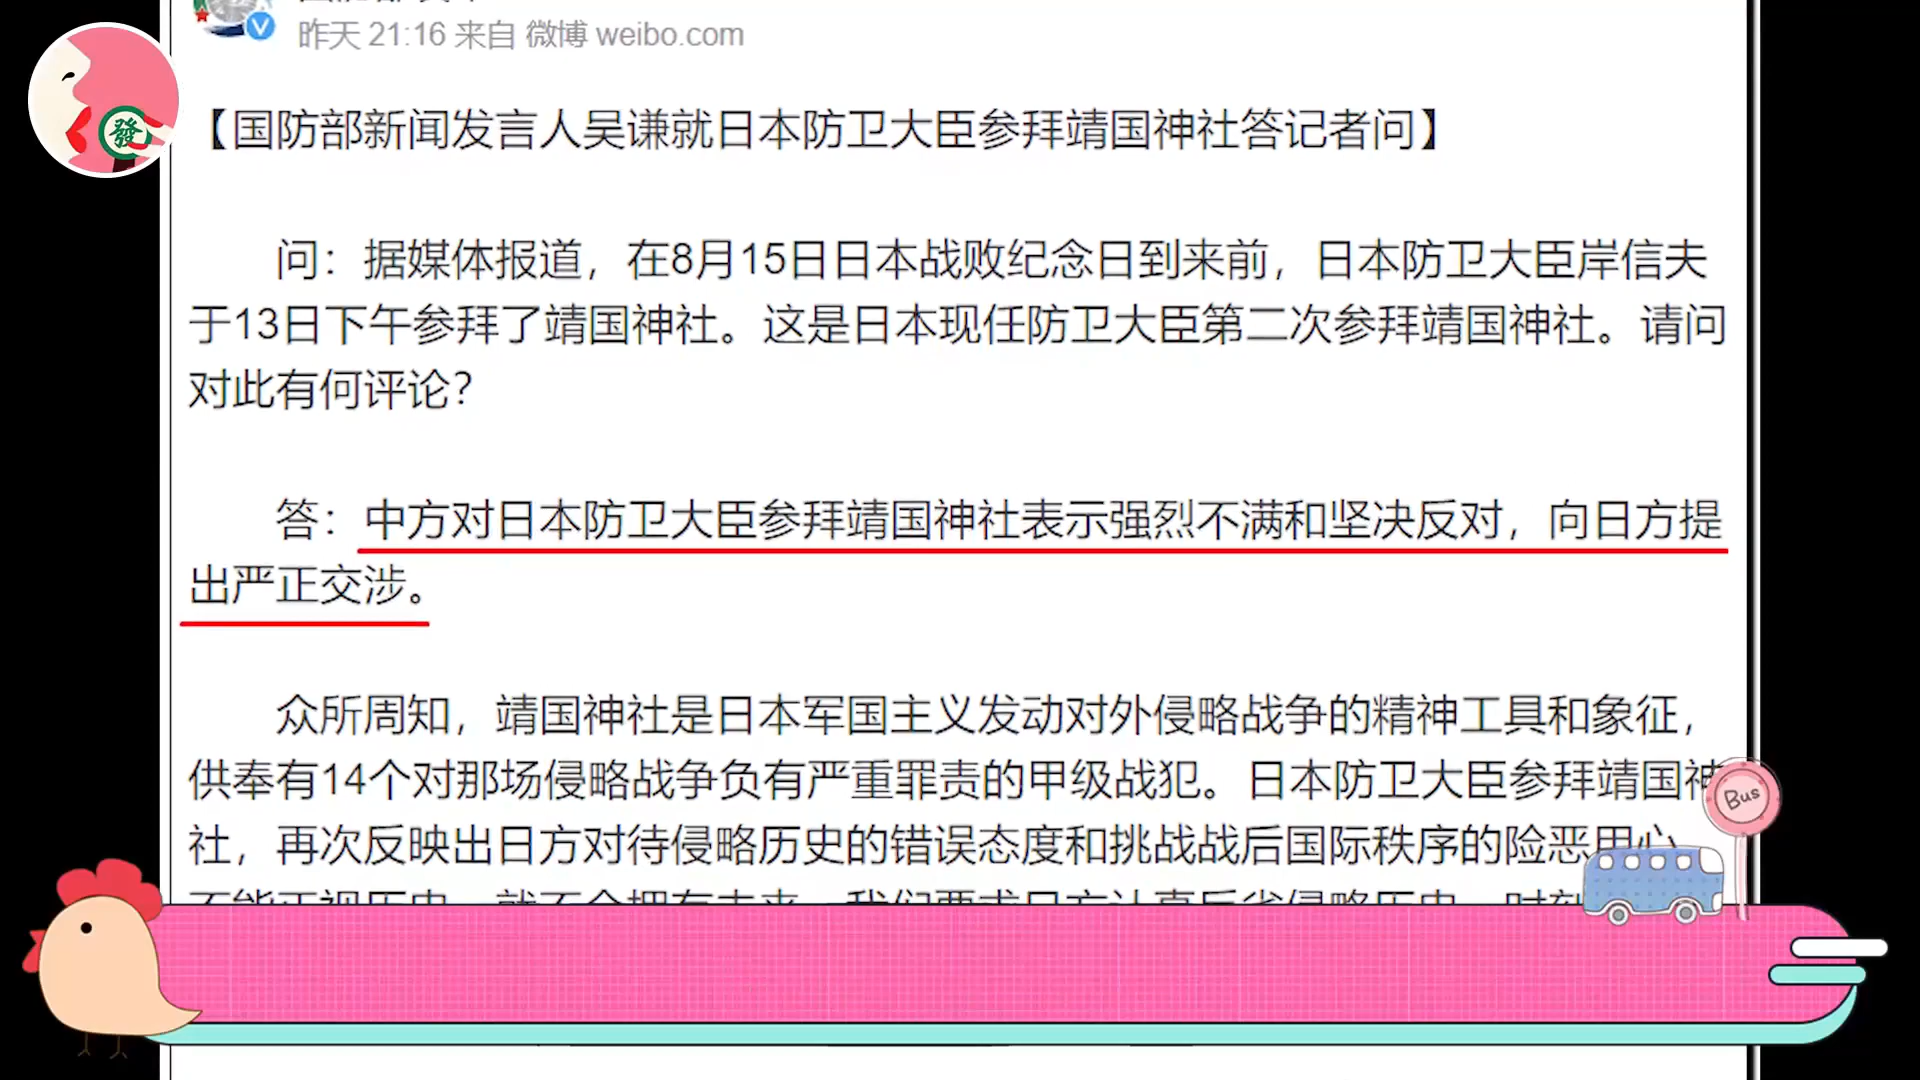 昨天 21:16 来自 微博 weibo.com
發
【国防部新闻发言人吴谦就日本防卫大臣参拜靖国神社答记者问】
问：据媒体报道，在8月15日日本战败纪念日到来前，日本防卫大臣岸信夫
于13日下午参拜了靖国神社。这是日本现任防卫大臣第二次参拜靖国神社。请问
对此有何评论？
答：中方对日本防卫大臣参拜靖国神社表示强烈不满和坚决反对，向日方提
出严正交涉。
众所周知，靖国神社是日本军国主义发动对外侵略战争的精神工具和象征，
供奉有14个对那场侵略战争负有严重罪责的甲级战犯。日本防卫大臣参拜靖国神
社，再次反映出日方对待侵略历史的错误态度和挑战战后国际秩序的险恶用心
Bus